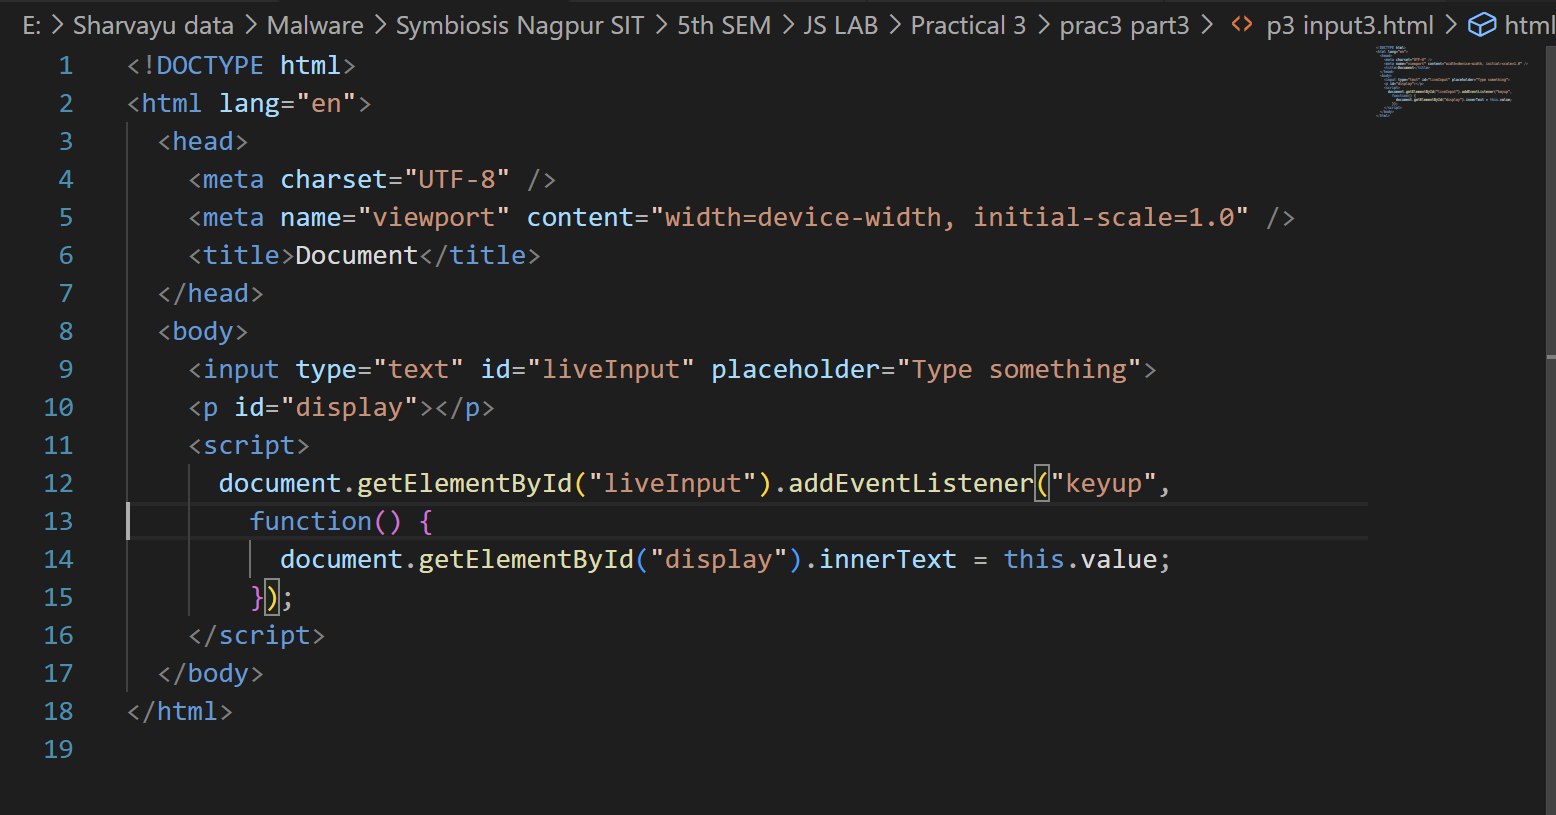 E: > Sharvayu data > Malware > Symbiosis Nagpur SIT > 5th SEM > JS LAB > Practical 3 > prac3 part3 > <> p3 input3.html > html
1 <!DOCTYPE html>
2 <html lang="en">
3   <head>
4     <meta charset="UTF-8" />
5     <meta name="viewport" content="width=device-width, initial-scale=1.0" />
6     <title>Document</title>
7   </head>
8   <body>
9     <input type="text" id="liveInput" placeholder="Type something">
10     <p id="display"></p>
11     <script>
12       document.getElementById("liveInput").addEventListener("keyup",
13         function() {
14           document.getElementById("display").innerText = this.value;
15         });
16     </script>
17   </body>
18 </html>
19